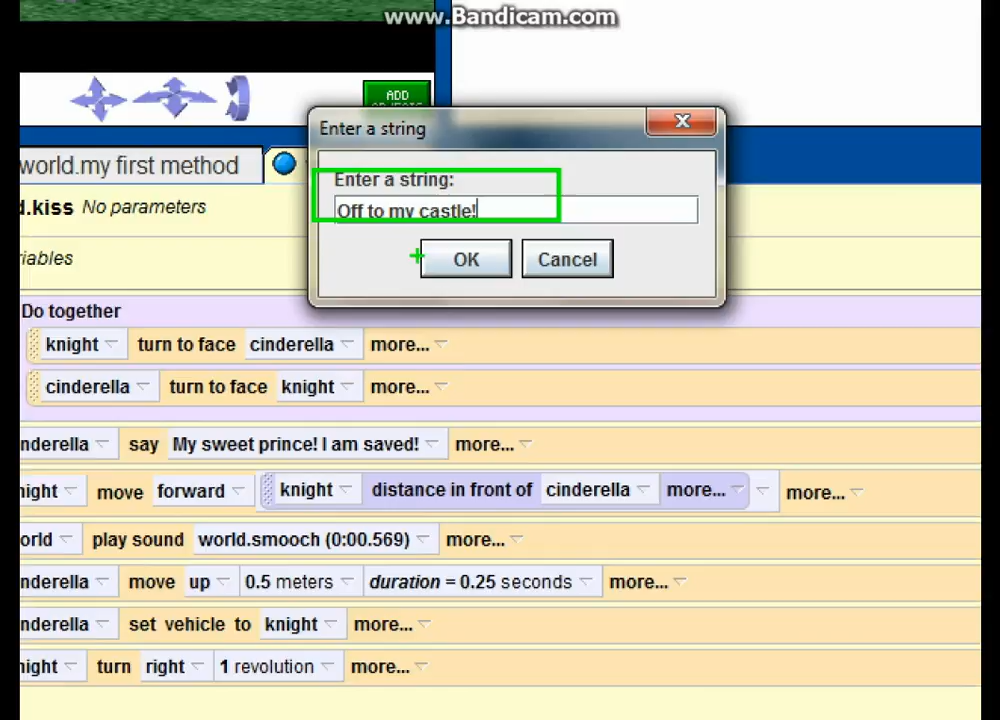 www.Bandicam.com
ADD
OBJECTS
Enter a string
world.my first method
Enter a string:
d.kiss No parameters
Off to my castle!
OK Cancel
riables
Do together
knight turn to face cinderella more...
cinderella turn to face knight more...
nderella say My sweet prince! I am saved! more...
night move forward knight distance in front of cinderella more... more...
orld play sound world.smooch (0:00.569) more...
nderella move up 0.5 meters duration = 0.25 seconds more...
nderella set vehicle to knight more...
night turn right 1 revolution more...